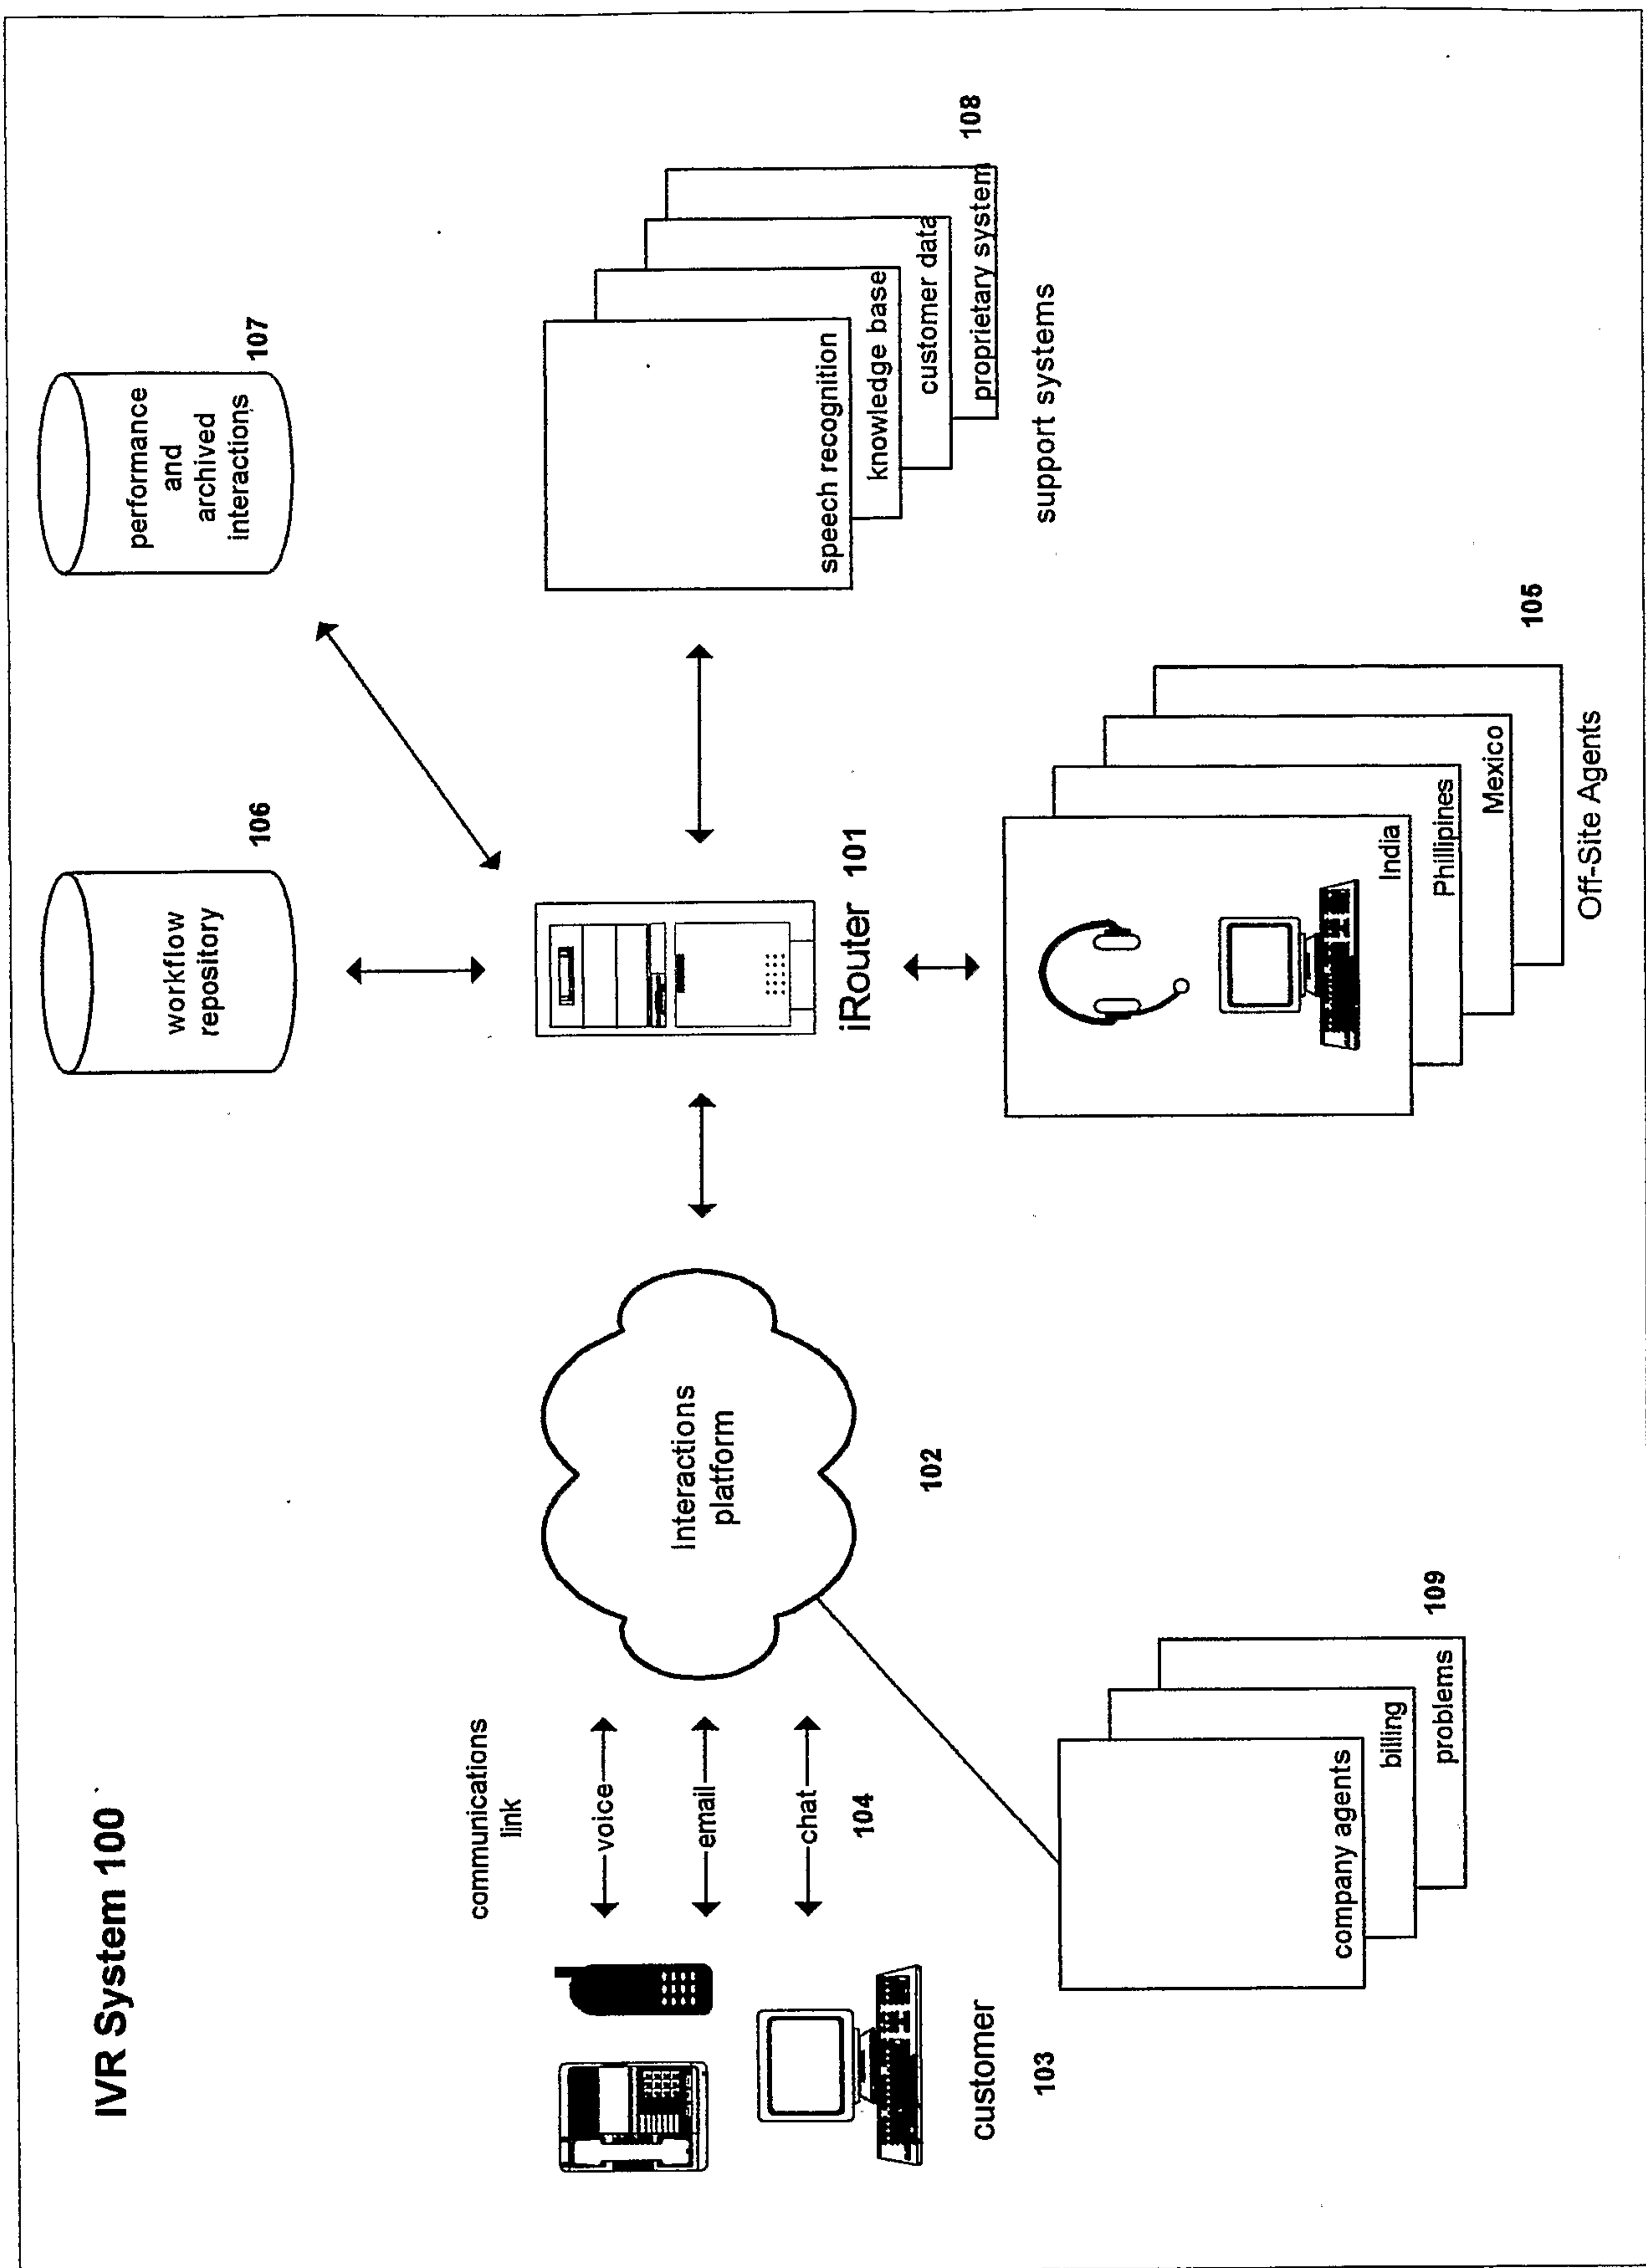 IVR System 100
workflow
repository
106
performance
and
archived
interactions
107
communications
link
voice
email
chat
104
customer
103
Interactions
platform
102
iRouter 101
speech recognition
knowledge base
customer data
proprietary system
108
support systems
company agents
billing
problems
109
India
Phillipines
Mexico
105
Off-Site Agents